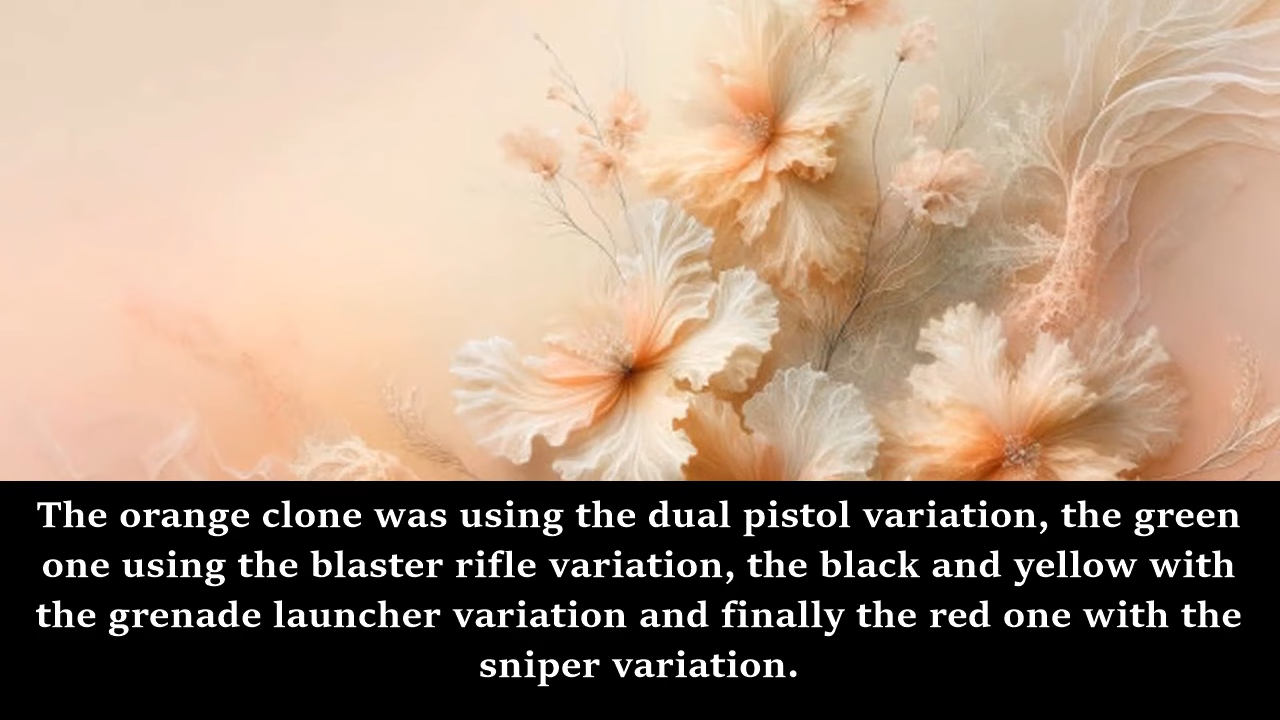 The orange clone was using the dual pistol variation, the green
one using the blaster rifle variation, the black and yellow with
the grenade launcher variation and finally the red one with the
sniper variation.